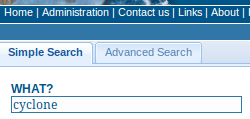 Home | Administration | Contact us | Links | About |
Simple Search Advanced Search
WHAT?
cyclone